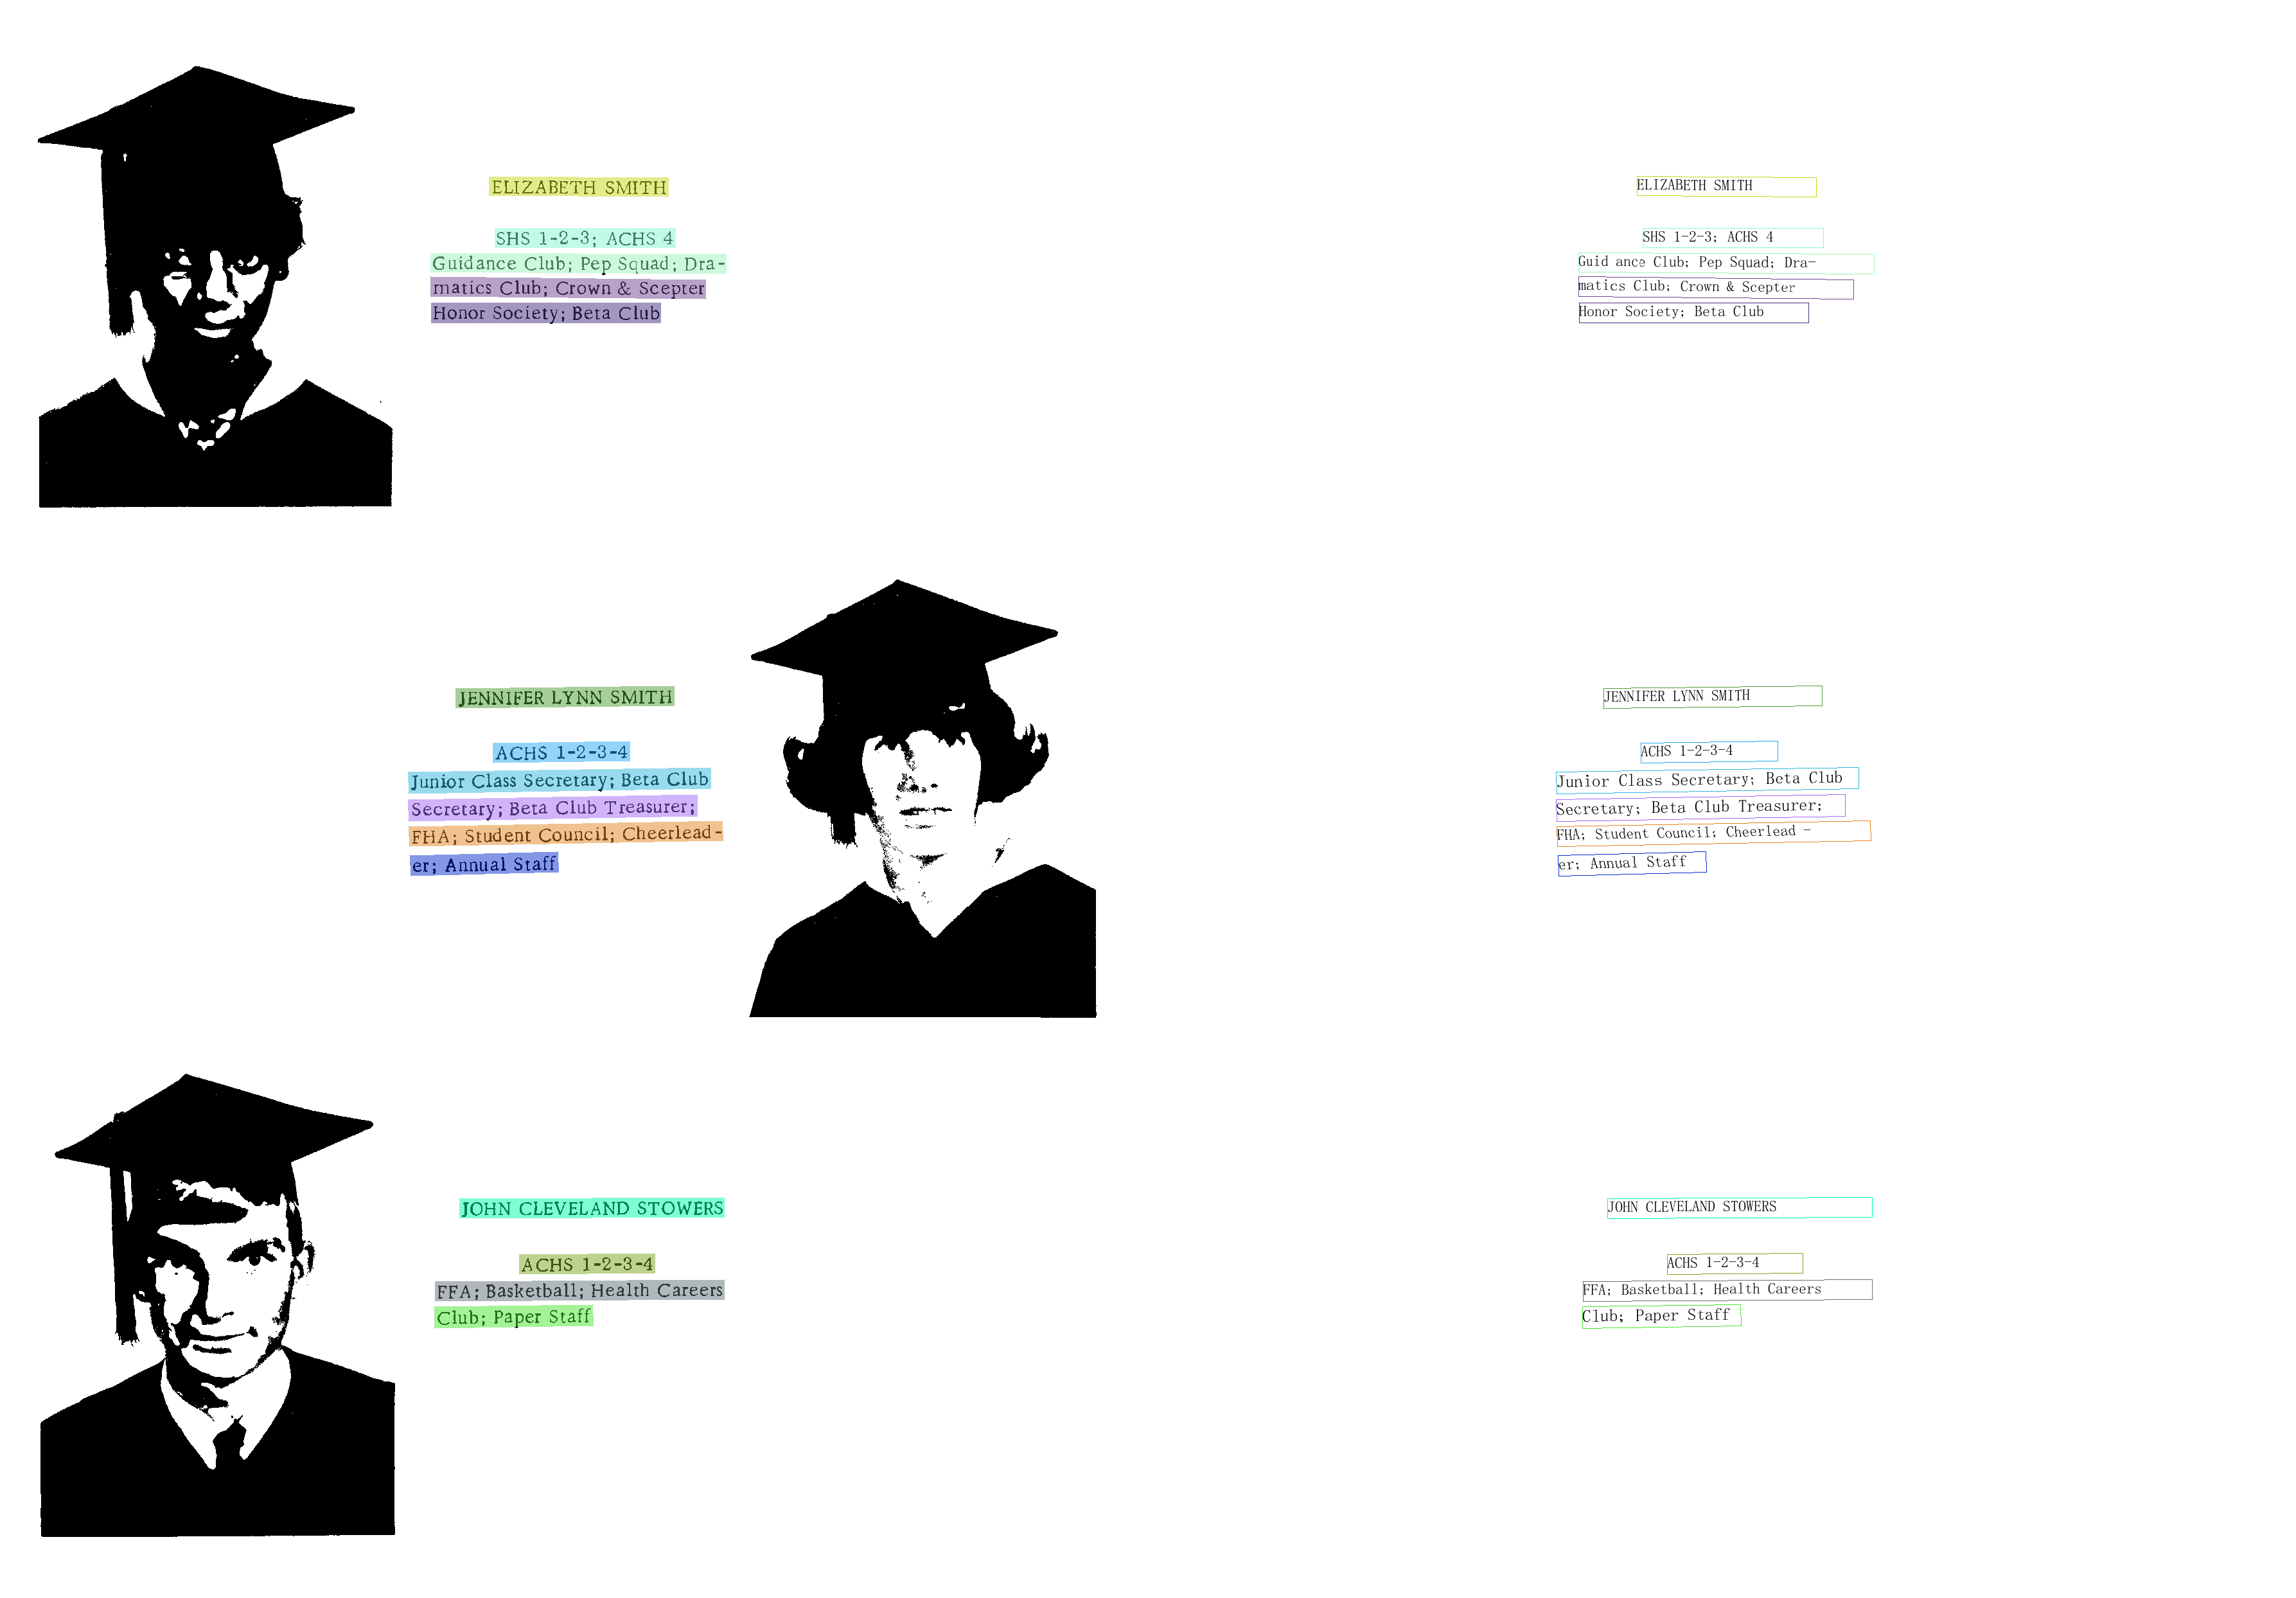 ELIZABETH SMITH
SHS 1-2-3; ACHS 4
Guidance Club; Pep Squad; Dra-
matics Club; Crown & Scepter
Honor Society; Beta Club
JENNIFER LYNN SMITH
ACHS 1-2-3-4
Junior Class Secretary; Beta Club
Secretary; Beta Club Treasurer;
FHA; Student Council; Cheerlead-
er; Annual Staff
JOHN CLEVELAND STOWERS
ACHS 1-2-3-4
FFA; Basketball; Health Careers
Club; Paper Staff
ELIZABETH SMITH
SHS 1-2-3; ACHS 4
Guid ance Club; Pep Squad; Dra-
matics Club; Crown & Scepter
Honor Society; Beta Club
JENNIFER LYNN SMITH
ACHS 1-2-3-4
Junior Class Secretary; Beta Club
Secretary; Beta Club Treasurer;
FHA; Student Council; Cheerlead -
er; Annual Staff
JOHN CLEVELAND STOWERS
ACHS 1-2-3-4
FFA; Basketball; Health Careers
Club; Paper Staff